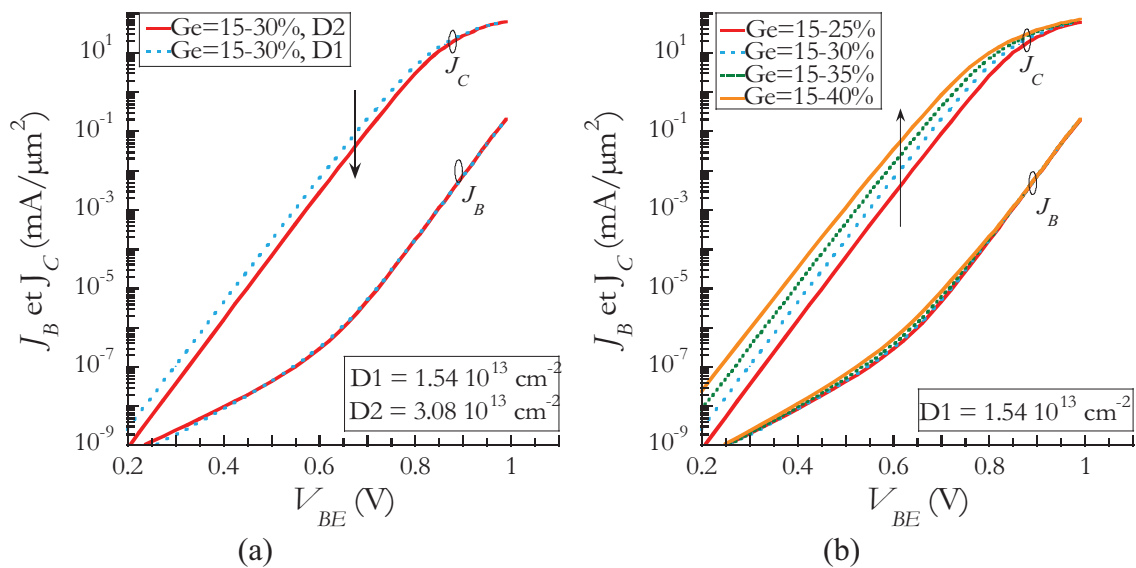 Ge=15-30%, D2
Ge=15-30%, D1
J_C
J_B
D1 = 1.54 10^13 cm^-2
D2 = 3.08 10^13 cm^-2
10^1
10^-1
10^-3
10^-5
10^-7
10^-9
J_B et J_C (mA/μm^2)
0.2 0.4 0.6 0.8 1
V_BE (V)
(a)
Ge=15-25%
Ge=15-30%
Ge=15-35%
Ge=15-40%
J_C
J_B
D1 = 1.54 10^13 cm^-2
10^1
10^-1
10^-3
10^-5
10^-7
10^-9
J_B et J_C (mA/μm^2)
0.2 0.4 0.6 0.8 1
V_BE (V)
(b)